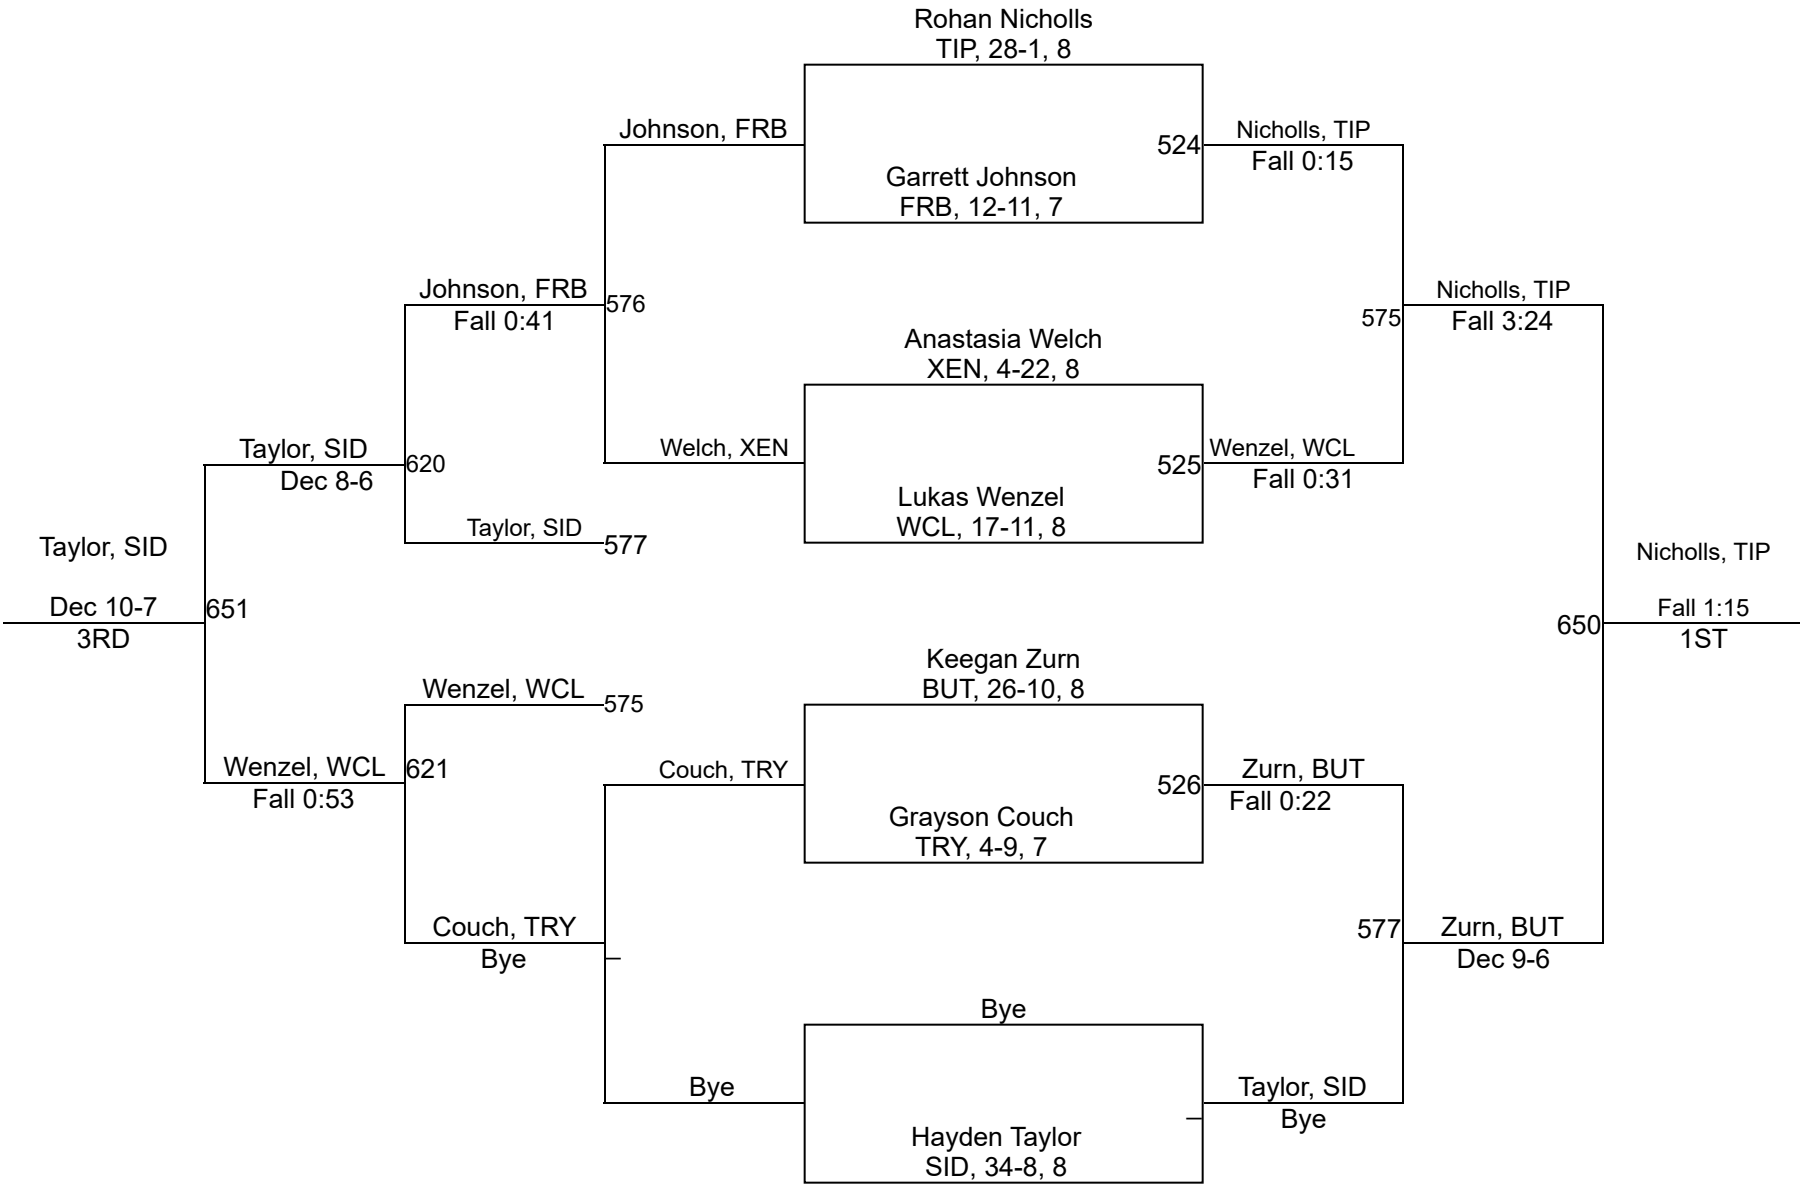 Rohan Nicholls
TIP, 28-1, 8
Johnson, FRB
524
Nicholls, TIP
Fall 0:15
Garrett Johnson
FRB, 12-11, 7
Johnson, FRB
Fall 0:41
576
Nicholls, TIP
575
Fall 3:24
Anastasia Welch
XEN, 4-22, 8
Taylor, SID
Dec 8-6
620
Welch, XEN
525
Wenzel, WCL
Fall 0:31
Lukas Wenzel
WCL, 17-11, 8
Taylor, SID
577
Taylor, SID
Dec 10-7
3RD
651
Nicholls, TIP
650
Fall 1:15
1ST
Keegan Zurn
BUT, 26-10, 8
Wenzel, WCL
575
Wenzel, WCL
Fall 0:53
621
Couch, TRY
526
Zurn, BUT
Fall 0:22
Grayson Couch
TRY, 4-9, 7
Couch, TRY
Bye
577
Zurn, BUT
Dec 9-6
Bye
Bye
Taylor, SID
Bye
Hayden Taylor
SID, 34-8, 8